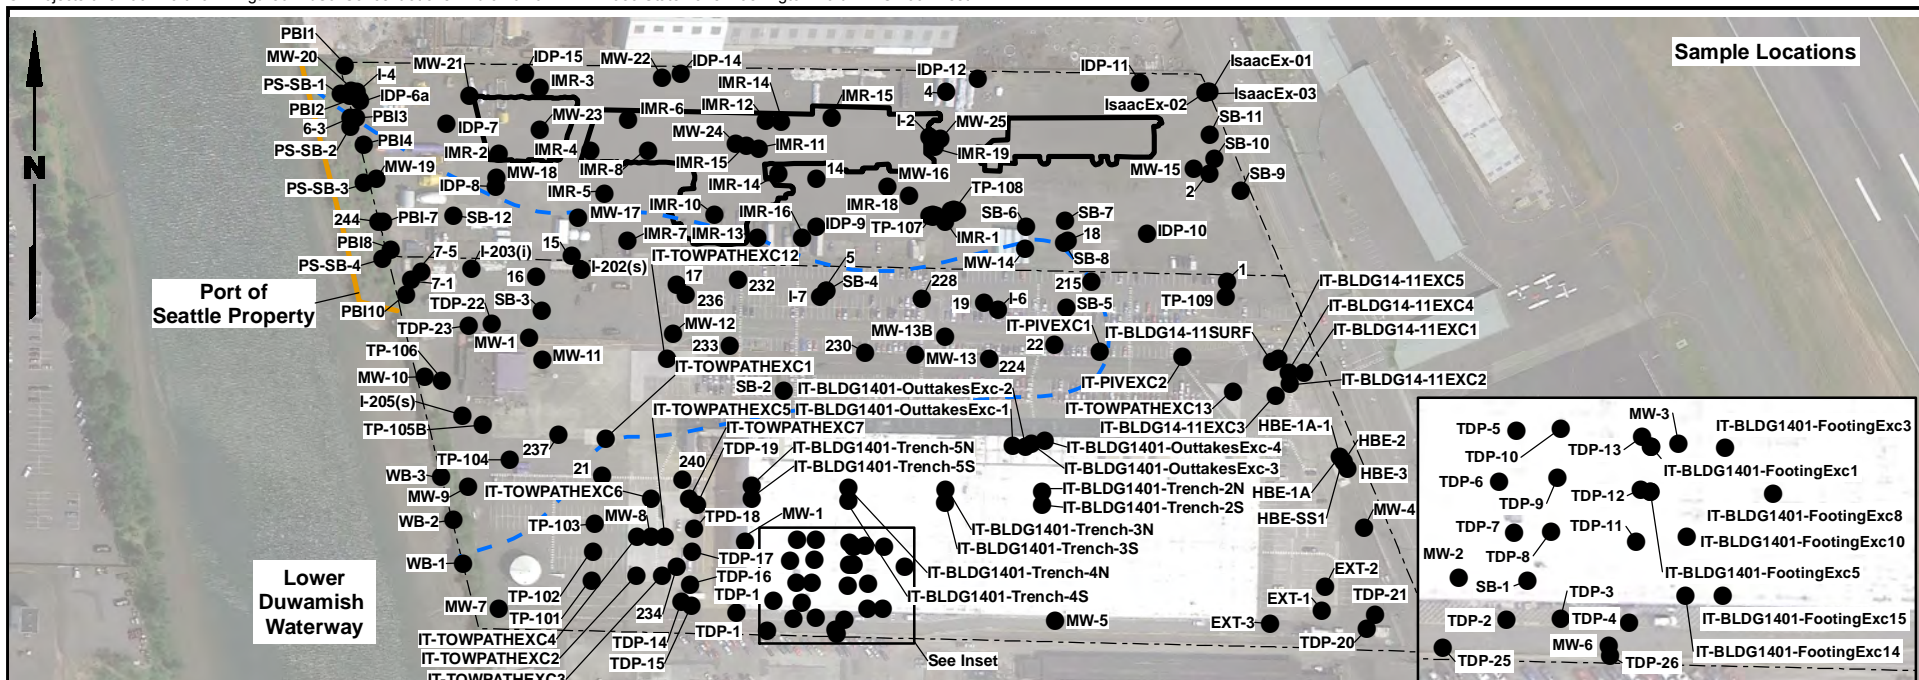 Sample Locations
PBI1
MW-20
PS-SB-1
PBI2
6-3
PS-SB-2
I-4
IDP-6a
PBI3
PBI4
MW-19
PS-SB-3
244
PBI-7
PBI8
PS-SB-4
7-5
7-1
PBI10
MW-21
IDP-15
IMR-3
MW-22
IDP-14
IMR-14
IMR-12
IMR-6
IMR-15
IDP-12
4
IDP-11
IsaacEx-01
IsaacEx-02
IsaacEx-03
SB-11
SB-10
MW-15
2
SB-9
IDP-7
MW-23
IMR-2
IMR-4
MW-24
IMR-15
IMR-11
IMR-8
I-2
MW-25
IMR-19
MW-18
IDP-8
IMR-5
IMR-14
14
MW-16
IMR-18
TP-108
TP-107
IMR-1
SB-12
MW-17
IMR-10
IMR-16
IDP-9
IMR-7
IMR-13
SB-6
SB-7
18
IDP-10
MW-14
SB-8
N
I-203(i)
15
16
I-202(s)
IT-TOWPATHEXC12
17
236
232
5
SB-4
I-7
228
19
I-6
215
SB-5
1
TP-109
Port of
Seattle Property
TDP-22
SB-3
TDP-23
MW-1
MW-11
MW-12
233
230
MW-13B
MW-13
224
22
IT-PIVEXC1
IT-PIVEXC2
IT-BLDG14-11SURF
IT-BLDG14-11EXC5
IT-BLDG14-11EXC4
IT-BLDG14-11EXC1
IT-BLDG14-11EXC2
IT-BLDG14-11EXC3
IT-TOWPATHEXC13
TP-106
MW-10
I-205(s)
TP-105B
IT-TOWPATHEXC1
SB-2
IT-BLDG1401-OuttakesExc-2
IT-BLDG1401-OuttakesExc-1
IT-BLDG1401-OuttakesExc-4
IT-BLDG1401-OuttakesExc-3
IT-TOWPATHEXC5
IT-TOWPATHEXC7
TDP-19
IT-BLDG1401-Trench-5N
IT-BLDG1401-Trench-5S
HBE-1A-1
HBE-2
HBE-3
HBE-1A
HBE-SS1
MW-4
237
TP-104
21
240
WB-3
MW-9
IT-TOWPATHEXC6
IT-BLDG1401-Trench-2N
IT-BLDG1401-Trench-2S
WB-2
TP-103
MW-8
TPD-18
MW-1
IT-BLDG1401-Trench-3N
IT-BLDG1401-Trench-3S
WB-1
TDP-17
TDP-16
TDP-1
IT-BLDG1401-Trench-4N
IT-BLDG1401-Trench-4S
Lower
Duwamish
Waterway
MW-7
TP-102
TP-101
234
IT-TOWPATHEXC4
IT-TOWPATHEXC2
IT-TOWPATHEXC3
TDP-14
TDP-15
TDP-1
See Inset
MW-5
EXT-2
EXT-1
EXT-3
TDP-21
TDP-20
TDP-5
TDP-10
TDP-13
MW-3
IT-BLDG1401-FootingExc3
IT-BLDG1401-FootingExc1
TDP-6
TDP-9
TDP-12
IT-BLDG1401-FootingExc8
TDP-7
TDP-8
TDP-11
IT-BLDG1401-FootingExc10
MW-2
SB-1
IT-BLDG1401-FootingExc5
TDP-2
TDP-3
TDP-4
IT-BLDG1401-FootingExc15
MW-6
IT-BLDG1401-FootingExc14
TDP-25
TDP-26